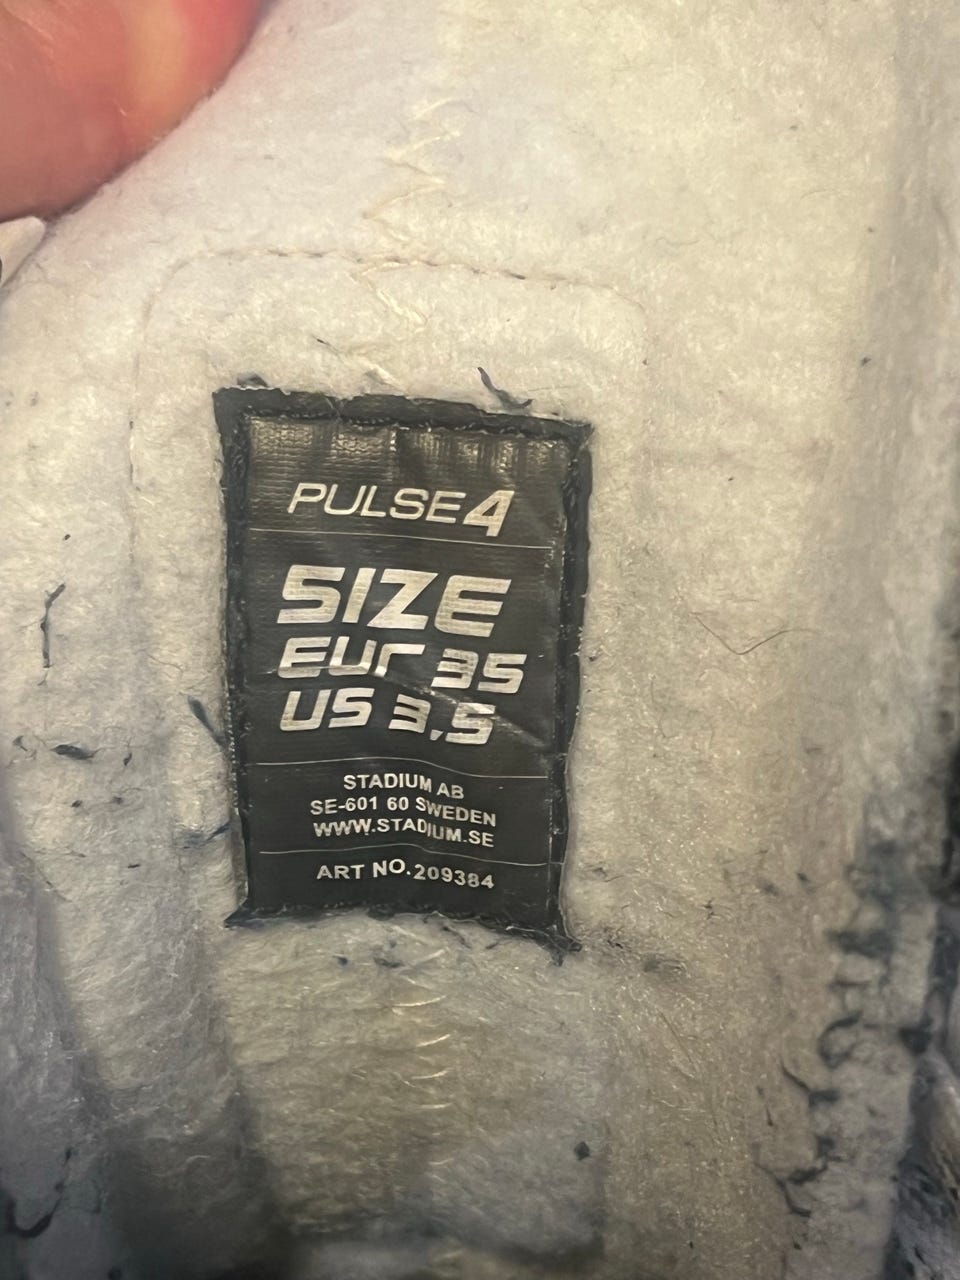 PULSE4
SIZE
EUR 35
US 3,5
STADIUM AB
SE-601 60 SWEDEN
WWW.STADIUM.SE
ART NO.209384